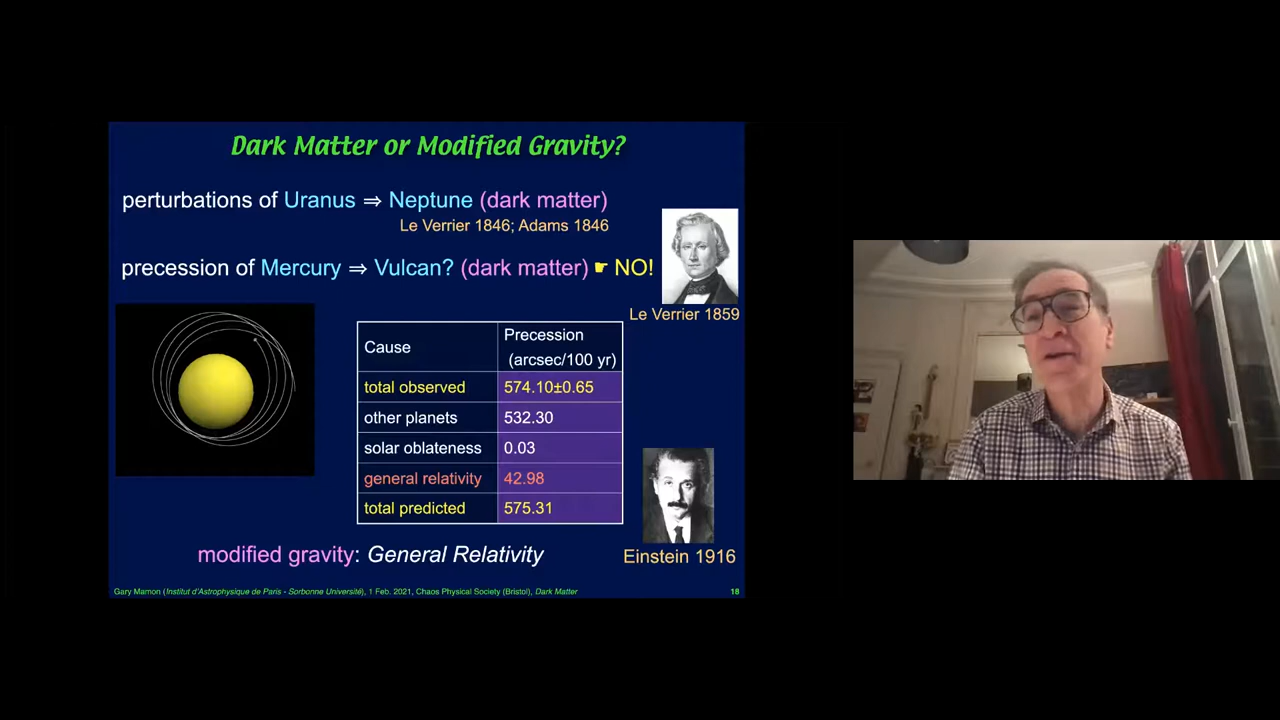 Dark Matter or Modified Gravity?
perturbations of Uranus ⇒ Neptune (dark matter)
Le Verrier 1846; Adams 1846
precession of Mercury ⇒ Vulcan? (dark matter) ☛ NO!
Le Verrier 1859
Cause Precession (arcsec/100 yr)
total observed 574.10±0.65
other planets 532.30
solar oblateness 0.03
general relativity 42.98
total predicted 575.31
modified gravity: General Relativity
Einstein 1916
Gary Mamon (Institut d'Astrophysique de Paris - Sorbonne Université), 1 Feb. 2021, Chaos Physical Society (Bristol), Dark Matter 18